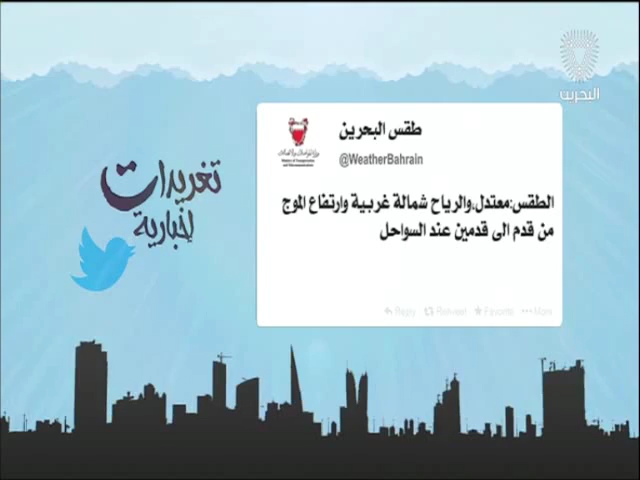 البحرين
تغريدات
إخبارية
طقس البحرين
@WeatherBahrain
الطقس:معتدل،والرياح شمالة غربية وارتفاع الموج
من قدم الى قدمين عند السواحل
Reply Retweet Favorite More